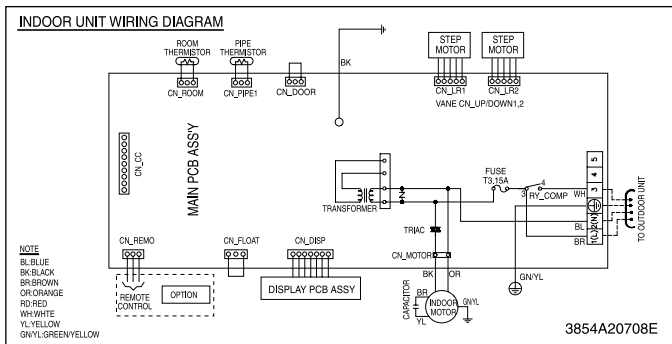 INDOOR UNIT WIRING DIAGRAM
ROOM
THERMISTOR
PIPE
THERMISTOR
CN_ROOM
CN_PIPE1
CN_DOOR
BK
STEP
MOTOR
STEP
MOTOR
CN_LR1
CN_LR2
VANE CN_UP/DOWN1,2
CN_CC
MAIN PCB ASS'Y
TRANSFORMER
FUSE
T3.15A
3
4
RY_COMP
WH
BL
BR
5
4
3
2(N)
1(L)
TO OUTDOOR UNIT
TRIAC
CN_MOTOR
BK
OR
GN/YL
CN_REMO
CN_FLOAT
CN_DISP
REMOTE
CONTROL
OPTION
DISPLAY PCB ASSY
CAPACITOR
BR
YL
INDOOR
MOTOR
GN/YL
NOTE
BL:BLUE
BK:BLACK
BR:BROWN
OR:ORANGE
RD:RED
WH:WHTE
YL:YELLOW
GN/YL:GREEN/YELLOW
3854A20708E